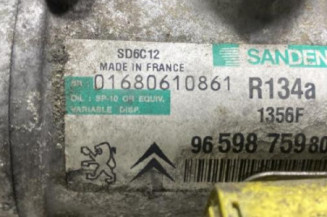 SD6C12
MADE IN FRANCE
SANDEN
NR 01680610861
R134a
OIL : SP-10 OR EQUIV.
VARIABLE DISP.
1356F
96 598 759 80